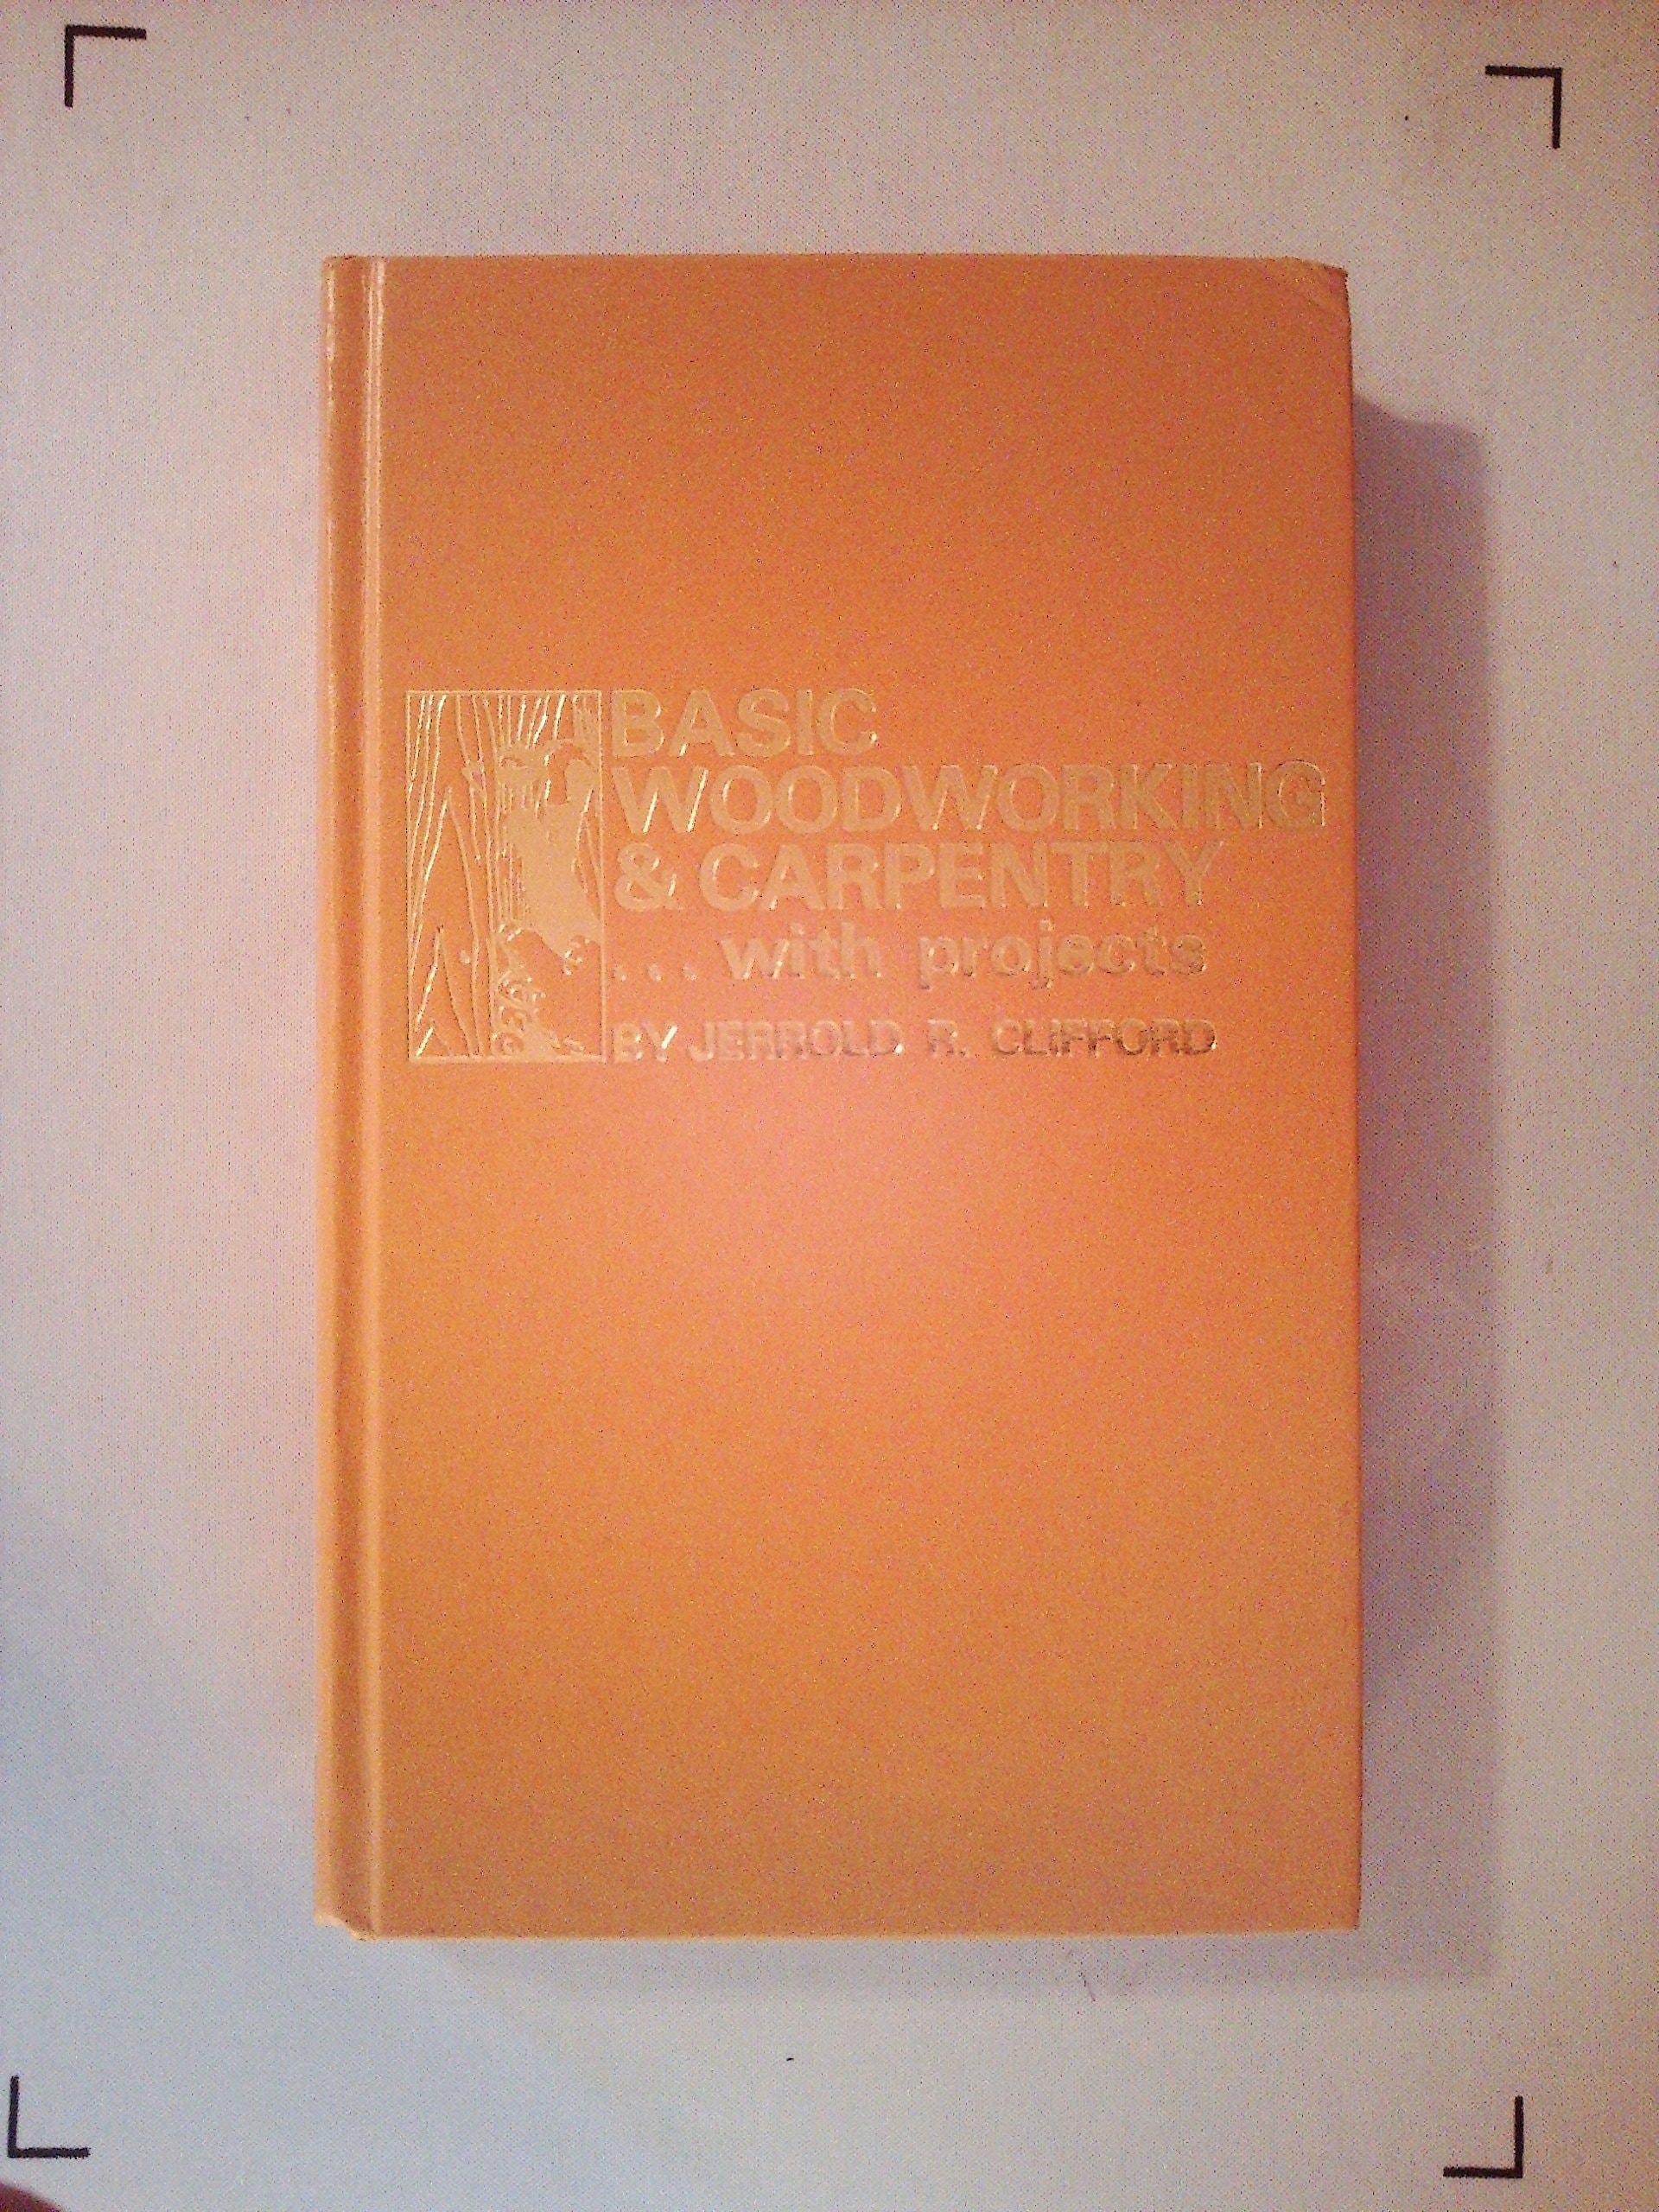 BASIC
WOODWORKING
& CARPENTRY
... with projects
BY JERROLD R. CLIFFORD